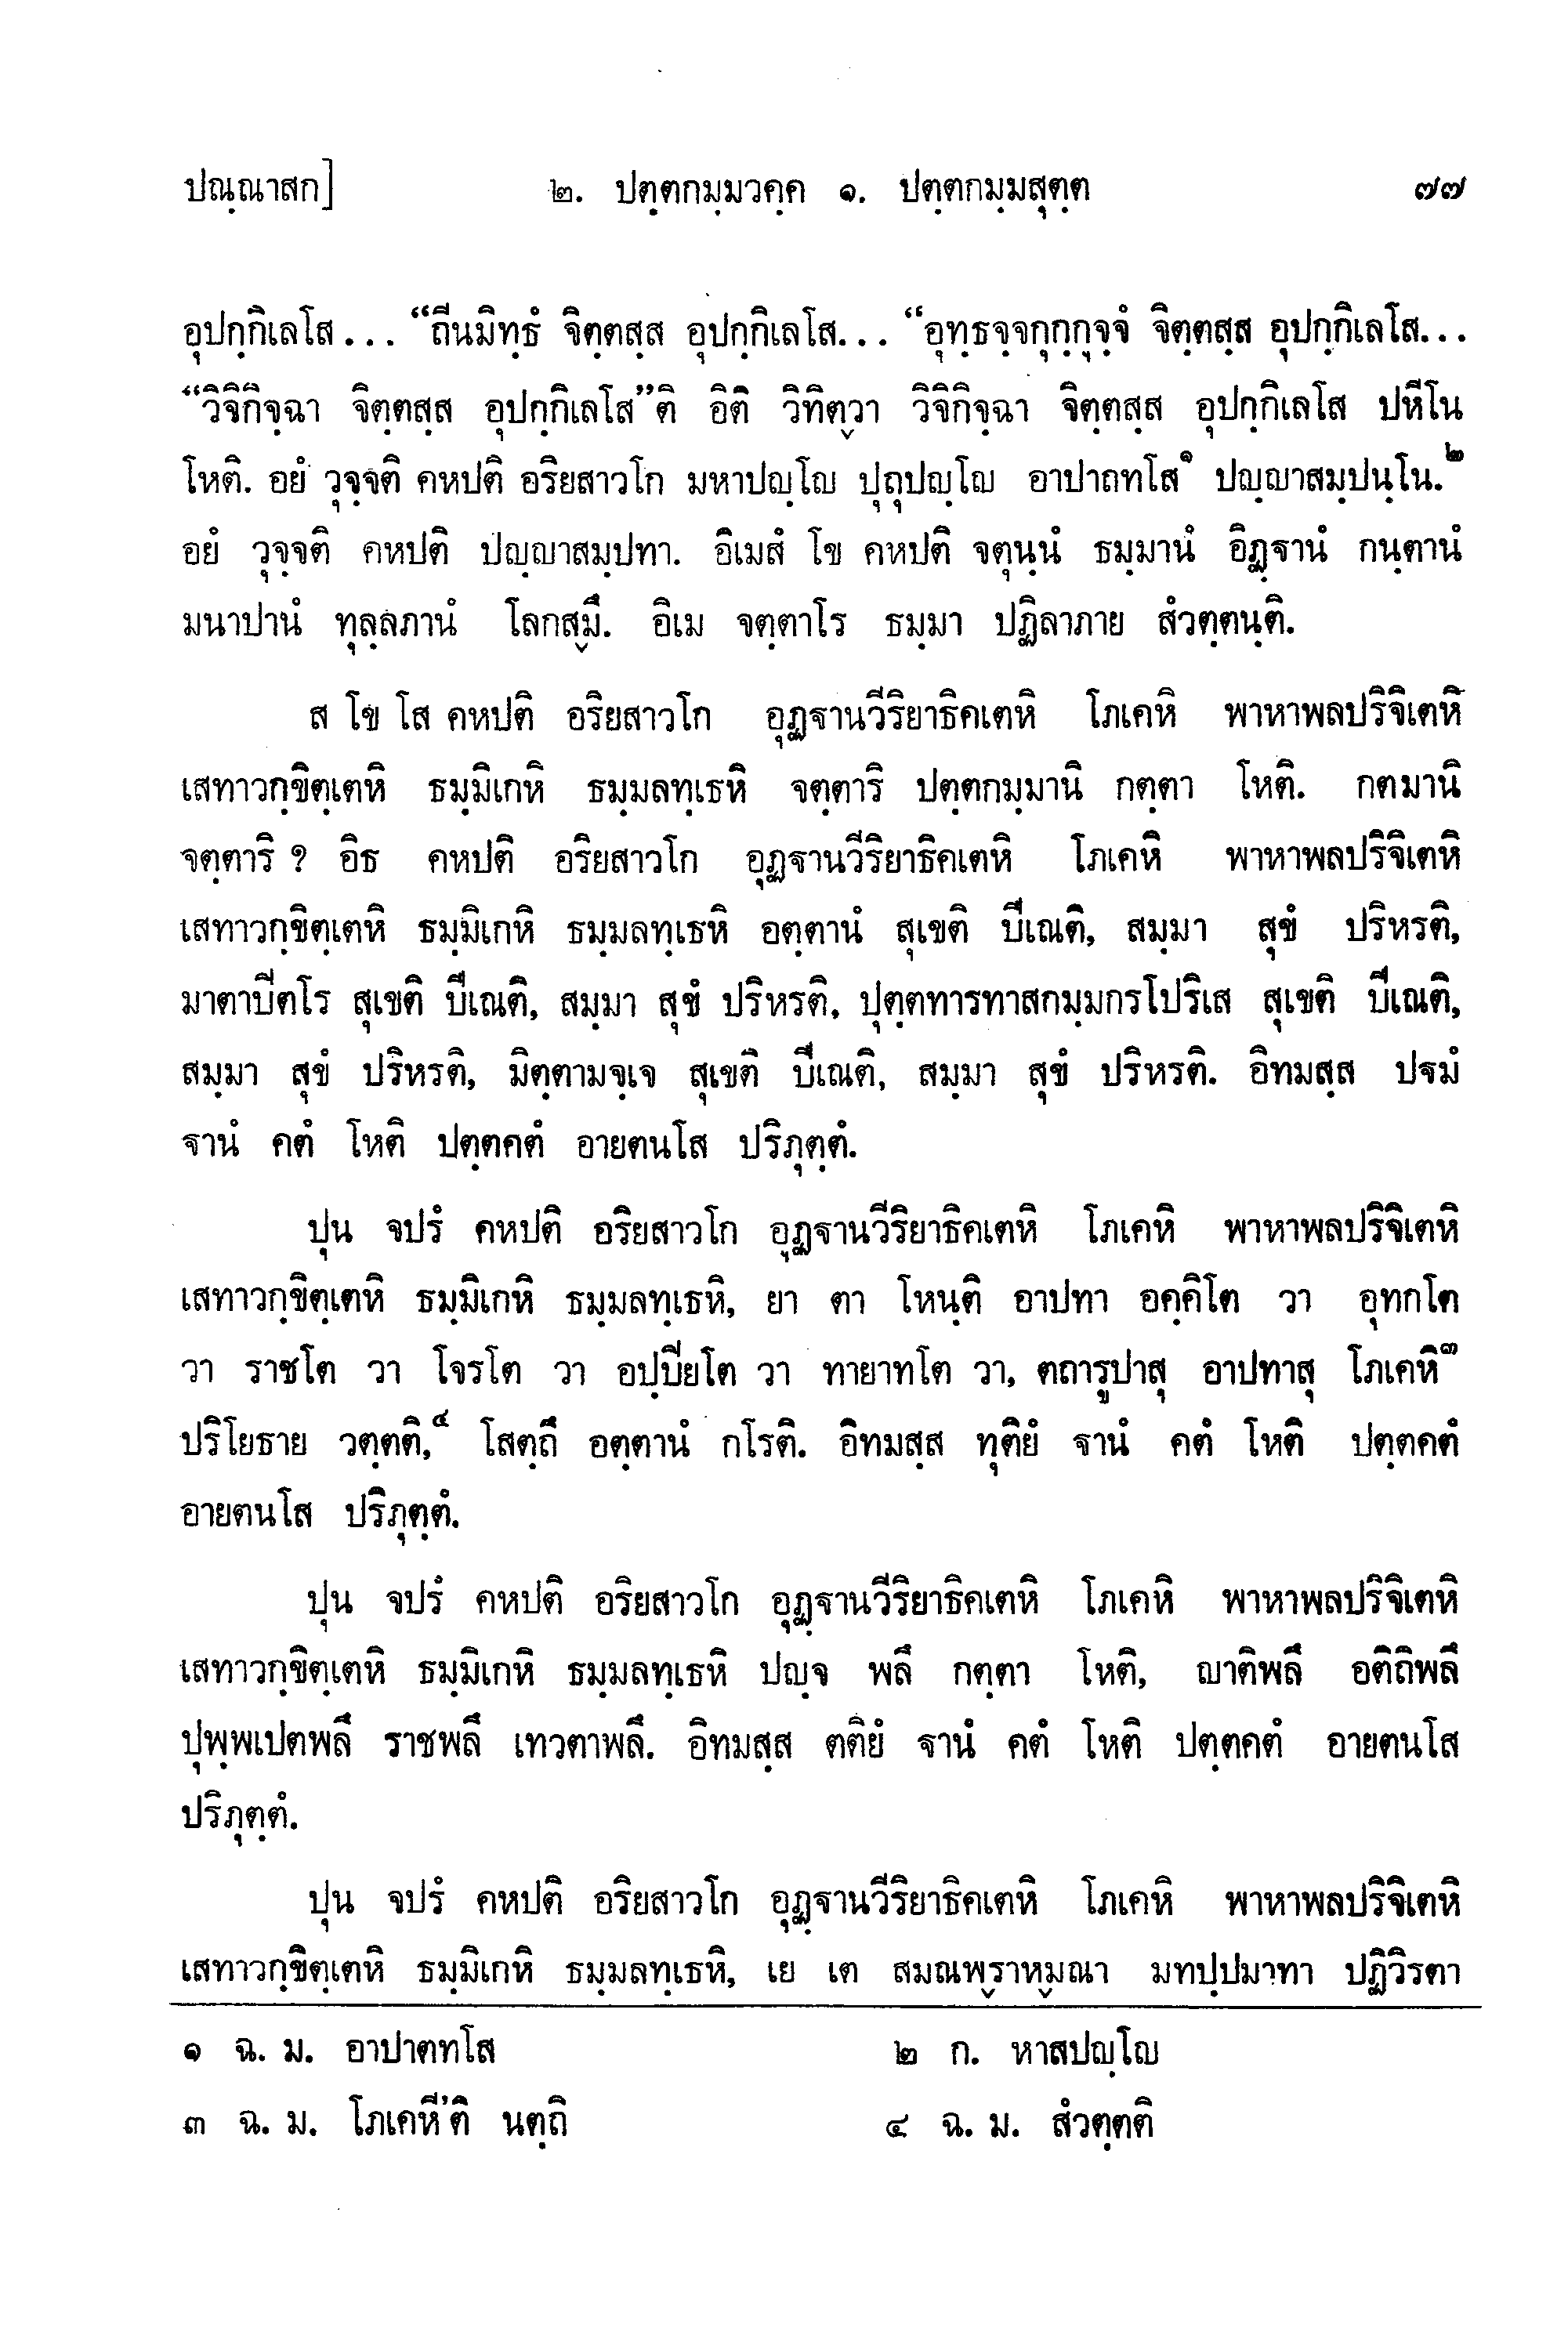 ปณฺณาสก] ๒. ปตฺตกมฺมวคฺค ๑. ปตฺตกมฺมสุตฺต ๗๗
อุปกฺกิเลโส... “ถีนมิทฺธํ จิตฺตสฺส อุปกฺกิเลโส... “อุทฺธจฺจกุกฺกุจฺจํ จิตฺตสฺส อุปกฺกิเลโส...
“วิจิกิจฺฉา จิตฺตสฺส อุปกฺกิเลโส”ติ อิติ วิทิตฺวา วิจิกิจฺฉา จิตฺตสฺส อุปกฺกิเลโส ปหีโน
โหติ. อยํ วุจฺจติ คหปติ อริยสาวโก มหาปญฺโญ ปุถุปญฺโญ อาปาถทโส๑ ปญฺญาสมฺปนฺโน.๒
อยํ วุจฺจติ คหปติ ปญฺญาสมฺปทา. อิเมสํ โข คหปติ จตุนฺนํ ธมฺมานํ อิฏฺฐานํ กนฺตานํ
มนาปานํ ทุลฺลภานํ โลกสฺมึ. อิเม จตฺตาโร ธมฺมา ปฏิลาภาย สํวตฺตนฺติ.
ส โข โส คหปติ อริยสาวโก อุฏฺฐานวีริยาธิคเตหิ โภเคหิ พาหาพลปริจิเตหิ
เสทาวกฺขิตฺเตหิ ธมฺมิเกหิ ธมฺมลทฺเธหิ จตฺตาริ ปตฺตกมฺมานิ กตฺตา โหติ. กตมานิ
จตฺตาริ ? อิธ คหปติ อริยสาวโก อุฏฺฐานวีริยาธิคเตหิ โภเคหิ พาหาพลปริจิเตหิ
เสทาวกฺขิตฺเตหิ ธมฺมิเกหิ ธมฺมลทฺเธหิ อตฺตานํ สุเขติ ปีเณติ, สมฺมา สุขํ ปริหรติ,
มาตาปิตโร สุเขติ ปีเณติ, สมฺมา สุขํ ปริหรติ, ปุตฺตทารทาสกมฺมกรโปริเส สุเขติ ปีเณติ,
สมฺมา สุขํ ปริหรติ, มิตฺตามจฺเจ สุเขติ ปีเณติ, สมฺมา สุขํ ปริหรติ. อิทมสฺส ปฐมํ
ฐานํ คตํ โหติ ปตฺตคตํ อายตนโส ปริภุตฺตํ.
ปุน จปรํ คหปติ อริยสาวโก อุฏฺฐานวีริยาธิคเตหิ โภเคหิ พาหาพลปริจิเตหิ
เสทาวกฺขิตฺเตหิ ธมฺมิเกหิ ธมฺมลทฺเธหิ, ยา ตา โหนฺติ อาปทา อคฺคิโต วา อุทกโต
วา ราชโต วา โจรโต วา อปฺปิยโต วา ทายาทโต วา, ตถารูปาสุ อาปทาสุ โภเคหิ๓
ปริโยธาย วตฺตติ,๔ โสตฺถึ อตฺตานํ กโรติ. อิทมสฺส ทุติยํ ฐานํ คตํ โหติ ปตฺตคตํ
อายตนโส ปริภุตฺตํ.
ปุน จปรํ คหปติ อริยสาวโก อุฏฺฐานวีริยาธิคเตหิ โภเคหิ พาหาพลปริจิเตหิ
เสทาวกฺขิตฺเตหิ ธมฺมิเกหิ ธมฺมลทฺเธหิ ปญฺจ พลึ กตฺตา โหติ, ญาติพลึ อติถิพลึ
ปุพฺพเปตพลึ ราชพลึ เทวตาพลึ. อิทมสฺส ตติยํ ฐานํ คตํ โหติ ปตฺตคตํ อายตนโส
ปริภุตฺตํ.
ปุน จปรํ คหปติ อริยสาวโก อุฏฺฐานวีริยาธิคเตหิ โภเคหิ พาหาพลปริจิเตหิ
เสทาวกฺขิตฺเตหิ ธมฺมิเกหิ ธมฺมลทฺเธหิ, เย เต สมณพฺราหฺมณา มทปฺปมาทา ปฏิวิรตา
๑ ฉ. ม. อาปาตทโส ๒ ก. หาสปญฺโญ
๓ ฉ. ม. โภเคหี'ติ นตฺถิ ๔ ฉ. ม. สํวตฺตติ